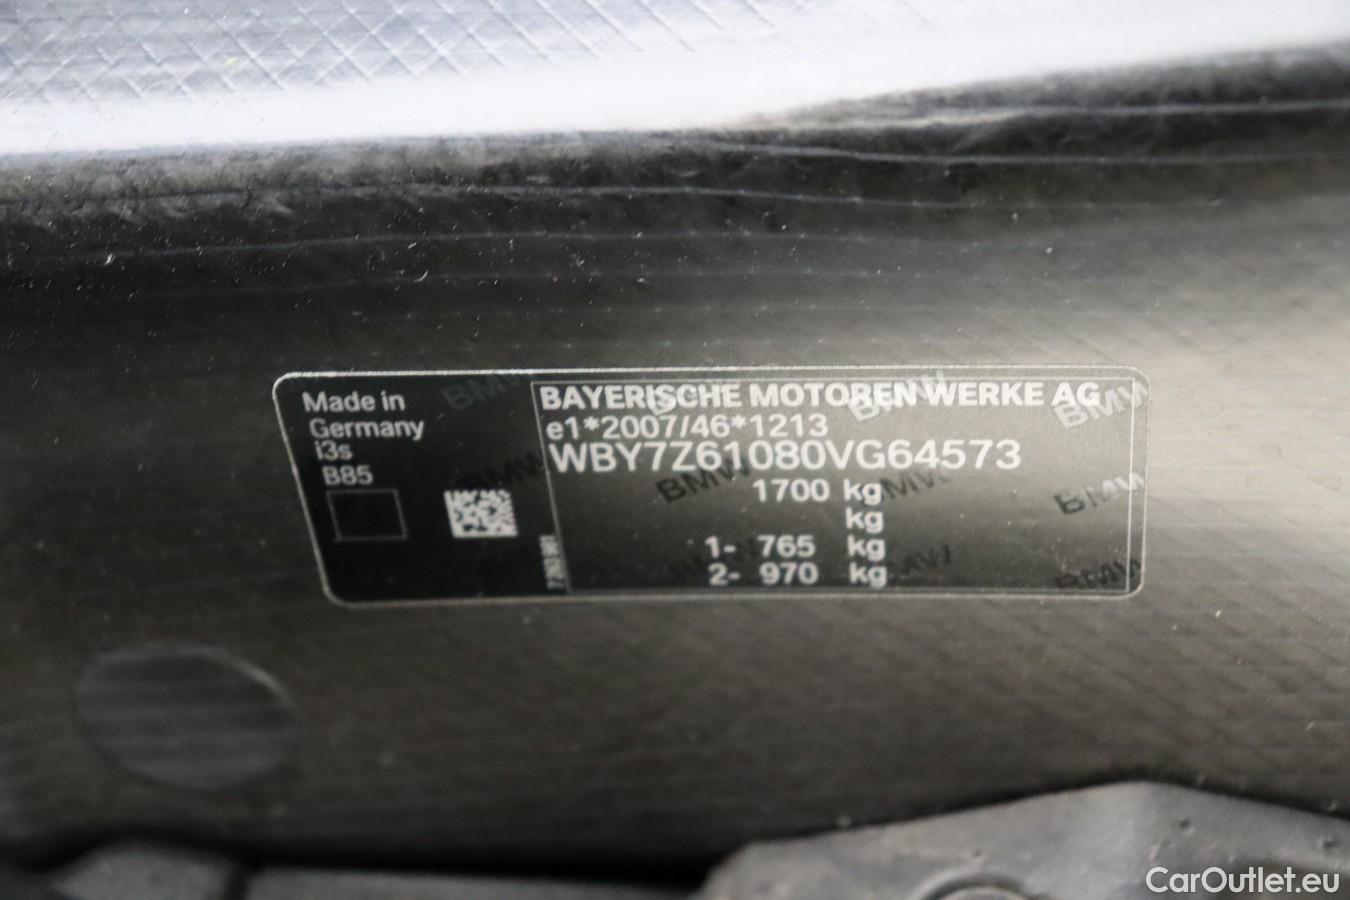 Made in
Germany
i3s
B85
BAYERISCHE MOTOREN WERKE AG
e1*2007/46*1213
WBY7Z61080VG64573
1700 kg
kg
1- 765 kg
2- 970 kg
CarOutlet.eu